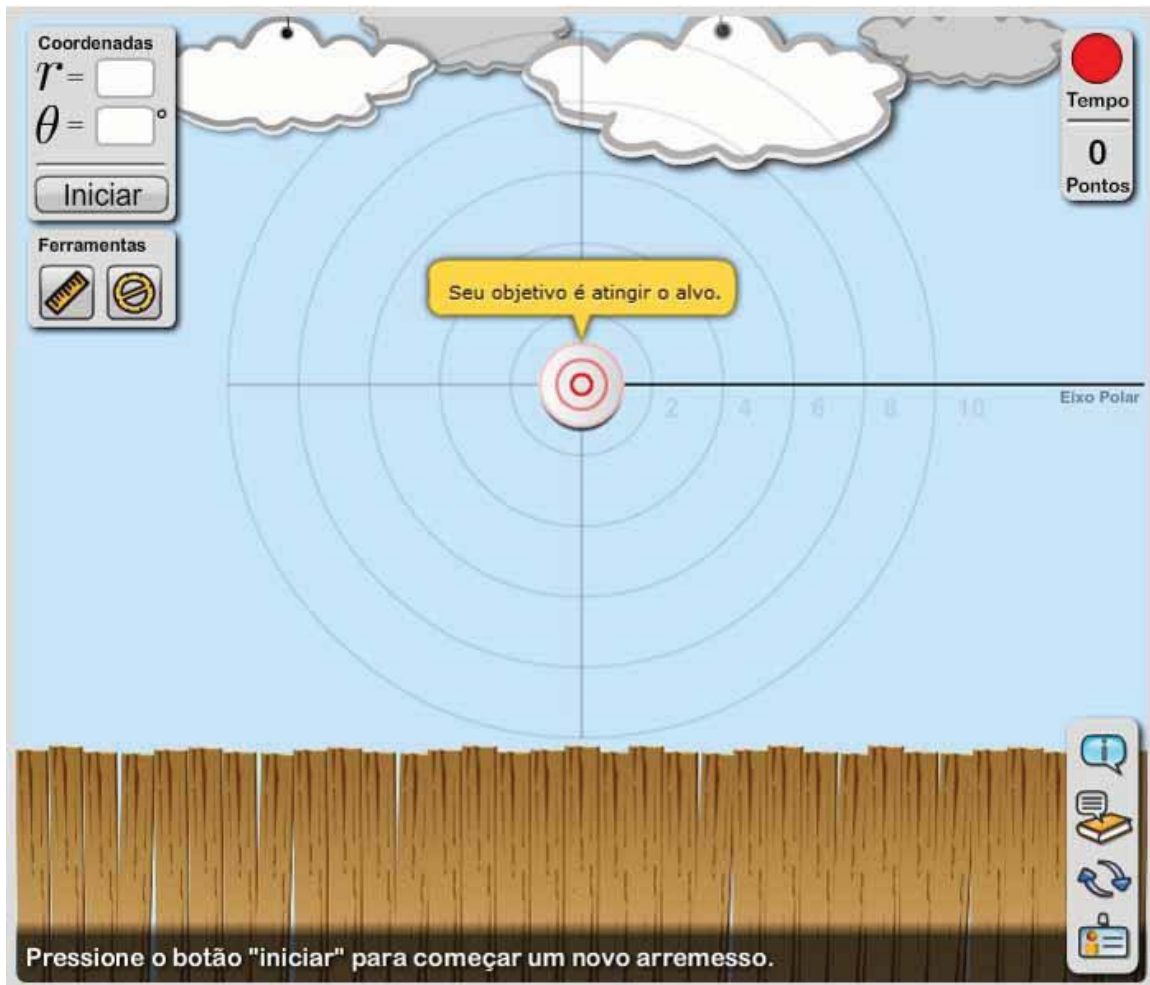 Coordenadas
r =
θ = °
Iniciar
Ferramentas
Tempo
0
Pontos
Seu objetivo é atingir o alvo.
2 4 6 8 10
Eixo Polar
Pressione o botão "iniciar" para começar um novo arremesso.